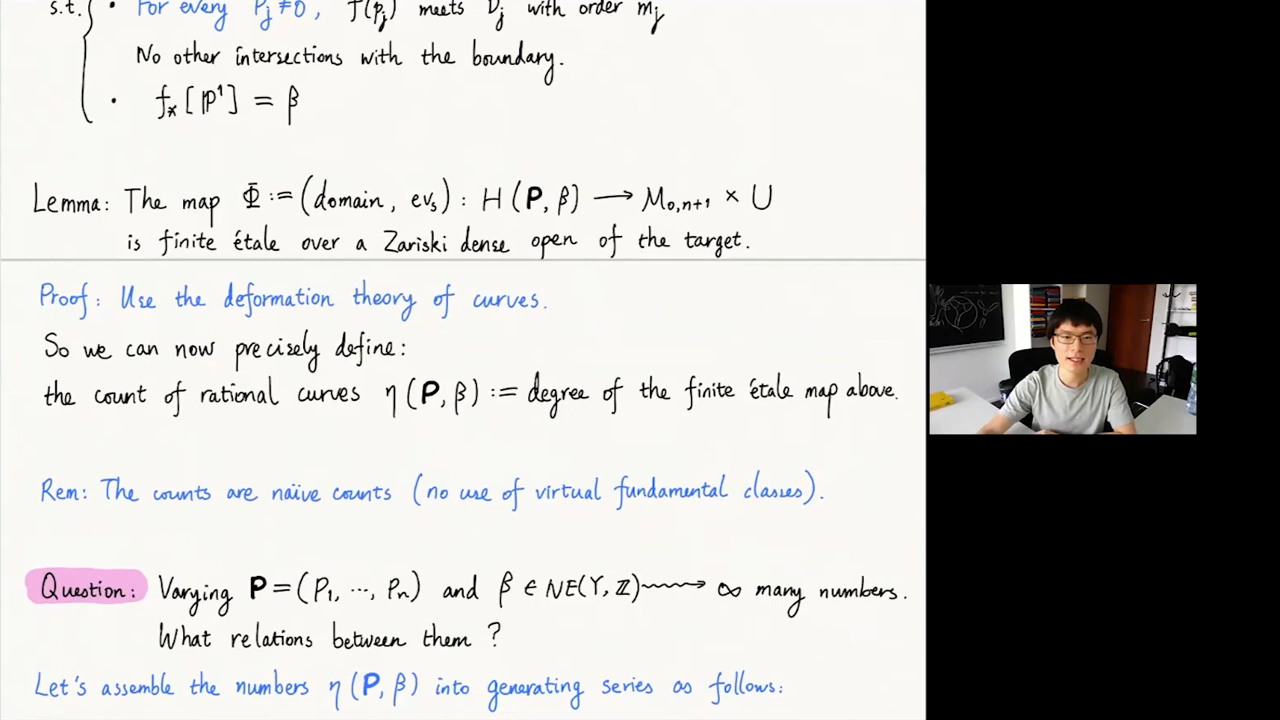 s.t. { • For every Pj ≠ 0, f(pj) meets Dj with order mj
No other intersections with the boundary.
• f∗[ℙ¹] = β
Lemma: The map Φ := (domain, evs) : H(P, β) → M0,n+1 × U
is finite étale over a Zariski dense open of the target.
Proof: Use the deformation theory of curves.
So we can now precisely define:
the count of rational curves η(P, β) := degree of the finite étale map above.
Rem: The counts are naïve counts (no use of virtual fundamental classes).
Question: Varying P = (P1, ..., Pn) and β ∈ NE(Y, ℤ) ⟿ ∞ many numbers.
What relations between them ?
Let's assemble the numbers η(P, β) into generating series as follows: